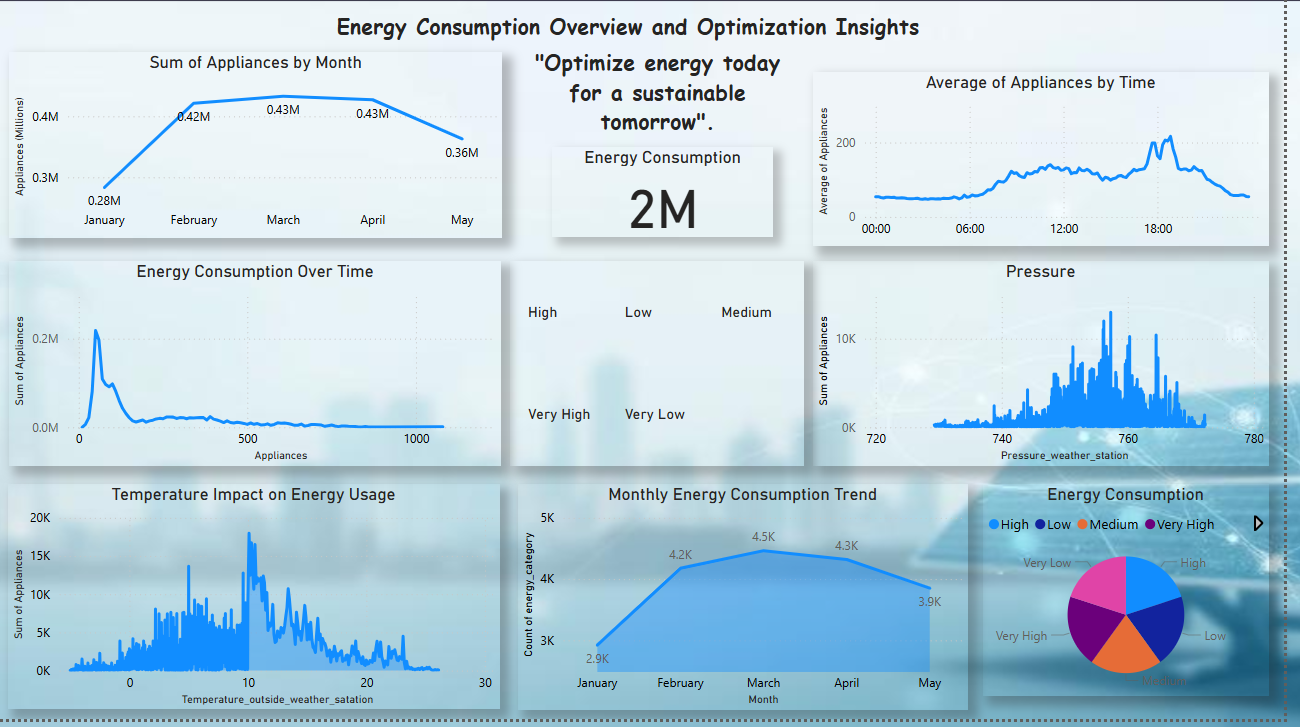 Energy Consumption Overview and Optimization Insights
Sum of Appliances by Month
Appliances (Millions)
0.4M
0.3M
0.28M
0.42M
0.43M
0.43M
0.36M
January February March April May
"Optimize energy today
for a sustainable
tomorrow".
Energy Consumption
2M
Average of Appliances by Time
Average of Appliances
200
0
00:00 06:00 12:00 18:00
Energy Consumption Over Time
Sum of Appliances
0.2M
0.0M
0 500 1000
Appliances
High Low Medium
Very High Very Low
Pressure
Sum of Appliances
10K
0K
720 740 760 780
Pressure_weather_station
Temperature Impact on Energy Usage
Sum of Appliances
20K
15K
10K
5K
0K
0 10 20 30
Temperature_outside_weather_satation
Monthly Energy Consumption Trend
Count of energy_category
5K
4K
3K
2.9K
4.2K
4.5K
4.3K
3.9K
January February March April May
Month
Energy Consumption
High Low Medium Very High
Very Low High
Very High Low
Medium